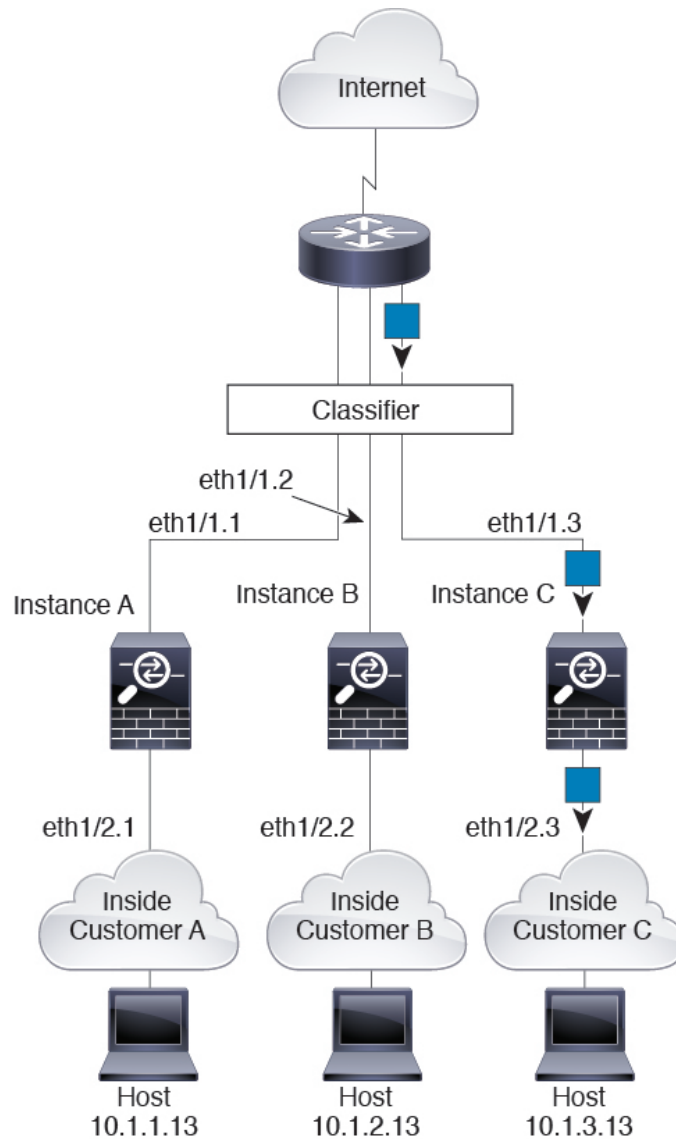 Internet
Classifier
eth1/1.2
eth1/1.1
eth1/1.3
Instance A
Instance B
Instance C
eth1/2.1
eth1/2.2
eth1/2.3
Inside
Customer A
Inside
Customer B
Inside
Customer C
Host
10.1.1.13
Host
10.1.2.13
Host
10.1.3.13